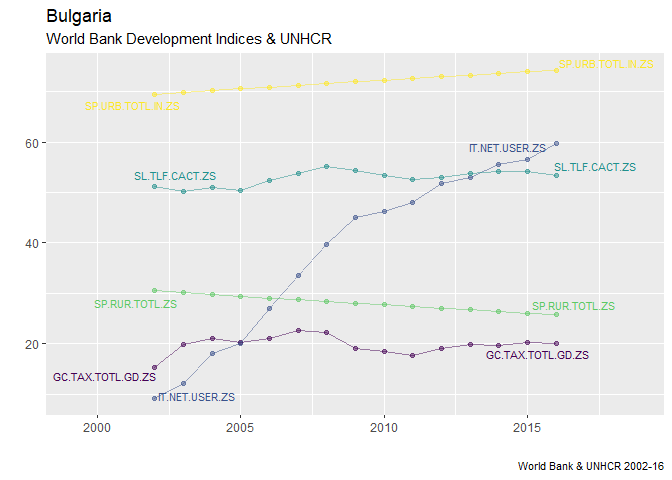 Bulgaria
World Bank Development Indices & UNHCR
SP.URB.TOTL.IN.ZS
SP.URB.TOTL.IN.ZS
60
IT.NET.USER.ZS
SL.TLF.CACT.ZS
SL.TLF.CACT.ZS
40
SP.RUR.TOTL.ZS
SP.RUR.TOTL.ZS
20
GC.TAX.TOTL.GD.ZS
GC.TAX.TOTL.GD.ZS
IT.NET.USER.ZS
2000 2005 2010 2015
World Bank & UNHCR 2002-16